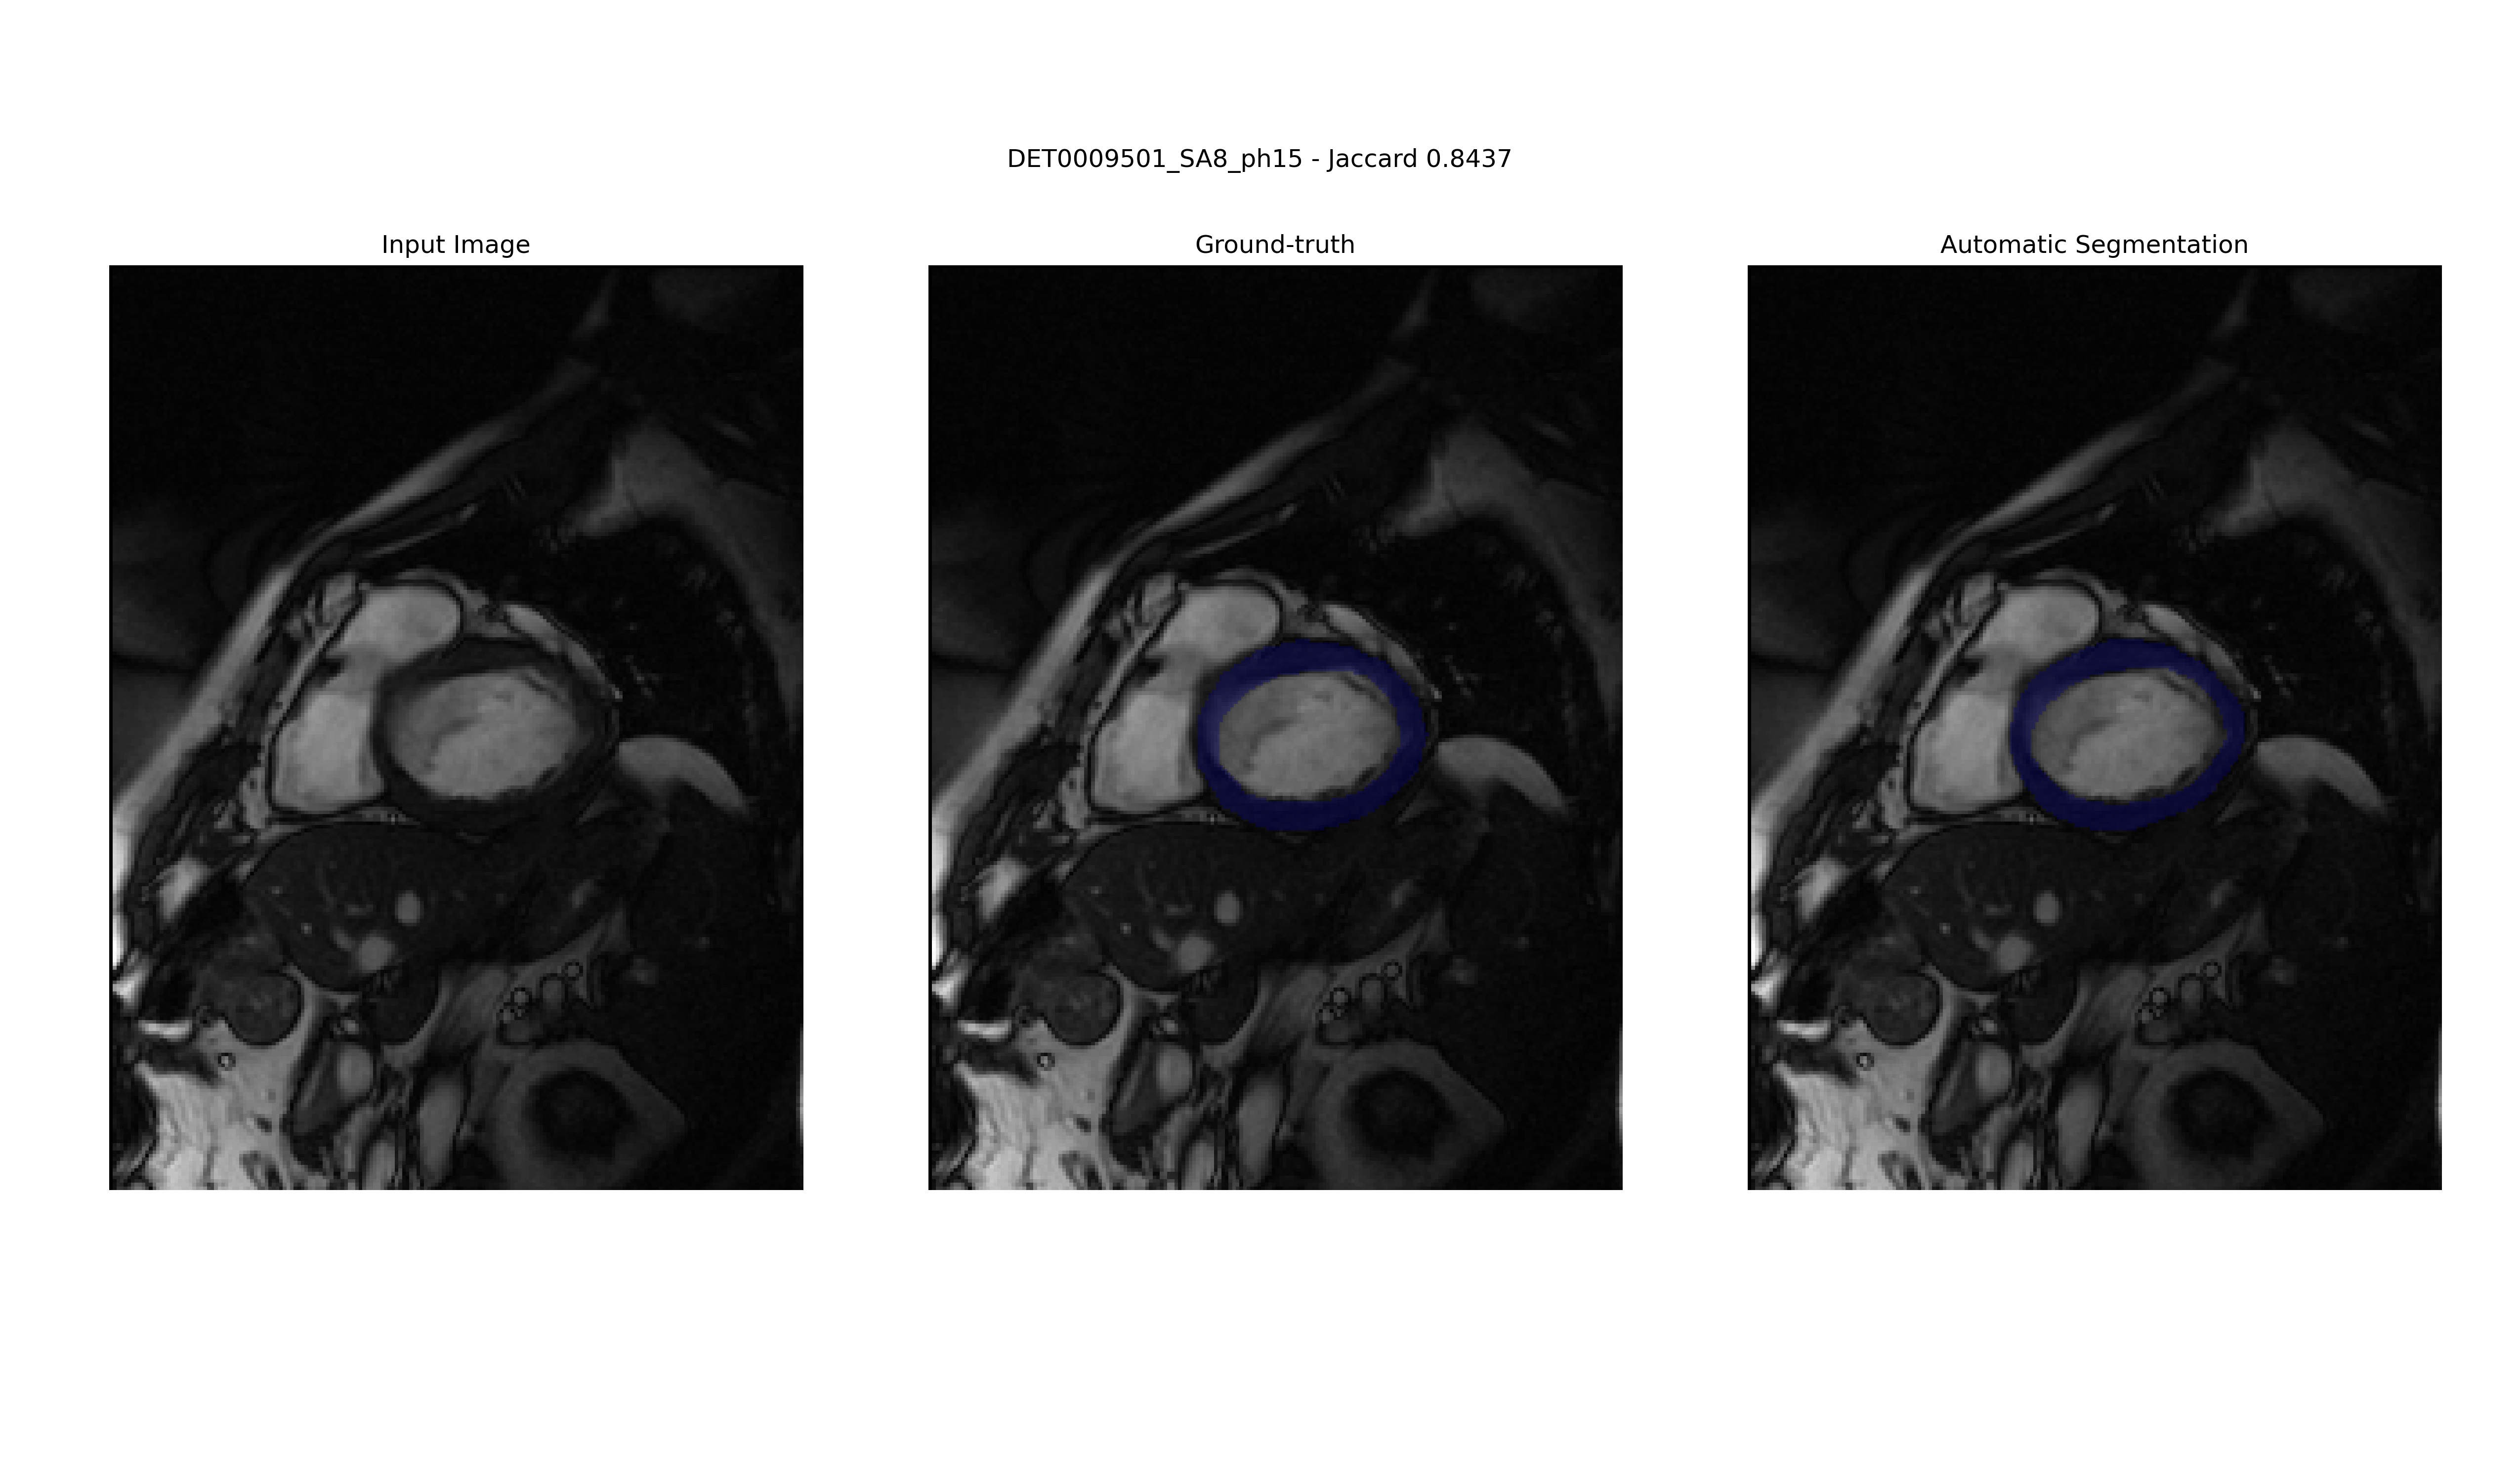 DET0009501_SA8_ph15 - Jaccard 0.8437
Input Image
Ground-truth
Automatic Segmentation